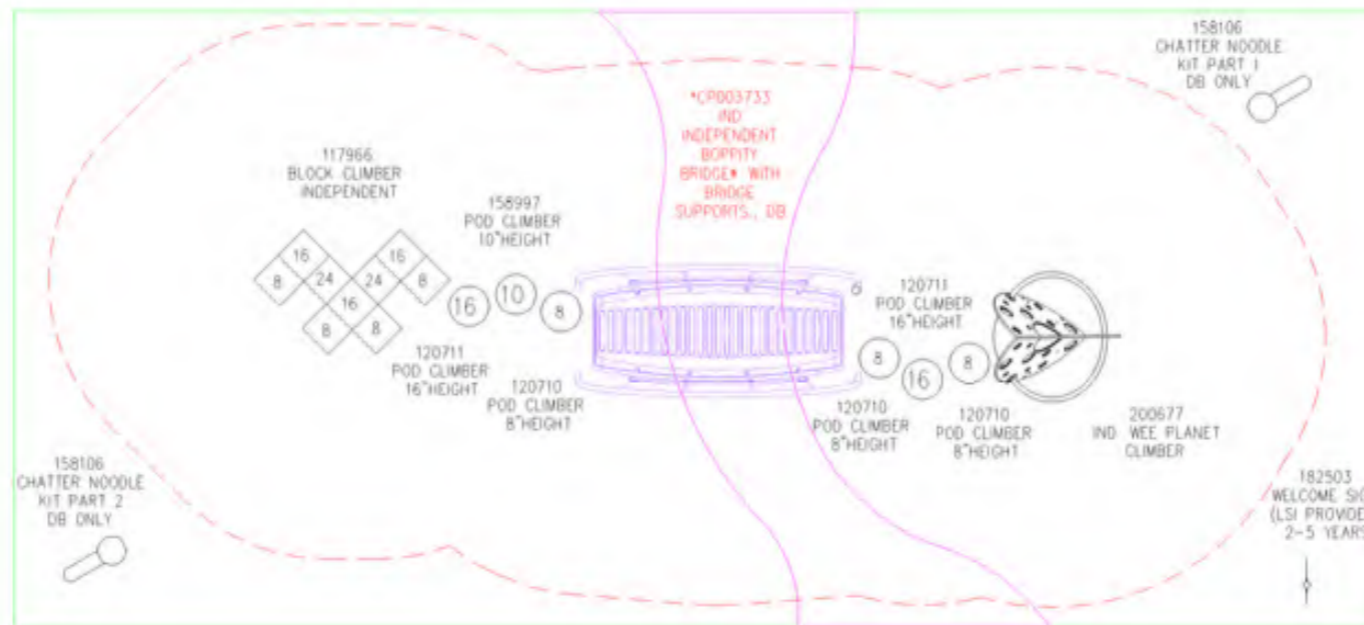 158106
CHATTER NOODLE
KIT PART 1
DB ONLY
*CP003733
IND
INDEPENDENT
BOPPITY
BRIDGE* WITH
BRIDGE
SUPPORTS., DB
117966
BLOCK CLIMBER
INDEPENDENT
158997
POD CLIMBER
10"HEIGHT
16 16
8 24 24 8
16
8 8
16 10 8
120711
POD CLIMBER
16"HEIGHT
120710
POD CLIMBER
8"HEIGHT
6
120711
POD CLIMBER
16"HEIGHT
8 16 8
120710
POD CLIMBER
8"HEIGHT
120710
POD CLIMBER
8"HEIGHT
200677
IND WEE PLANET
CLIMBER
158106
CHATTER NOODLE
KIT PART 2
DB ONLY
182503
WELCOME SIG
(LSI PROVIDE
2-5 YEARS